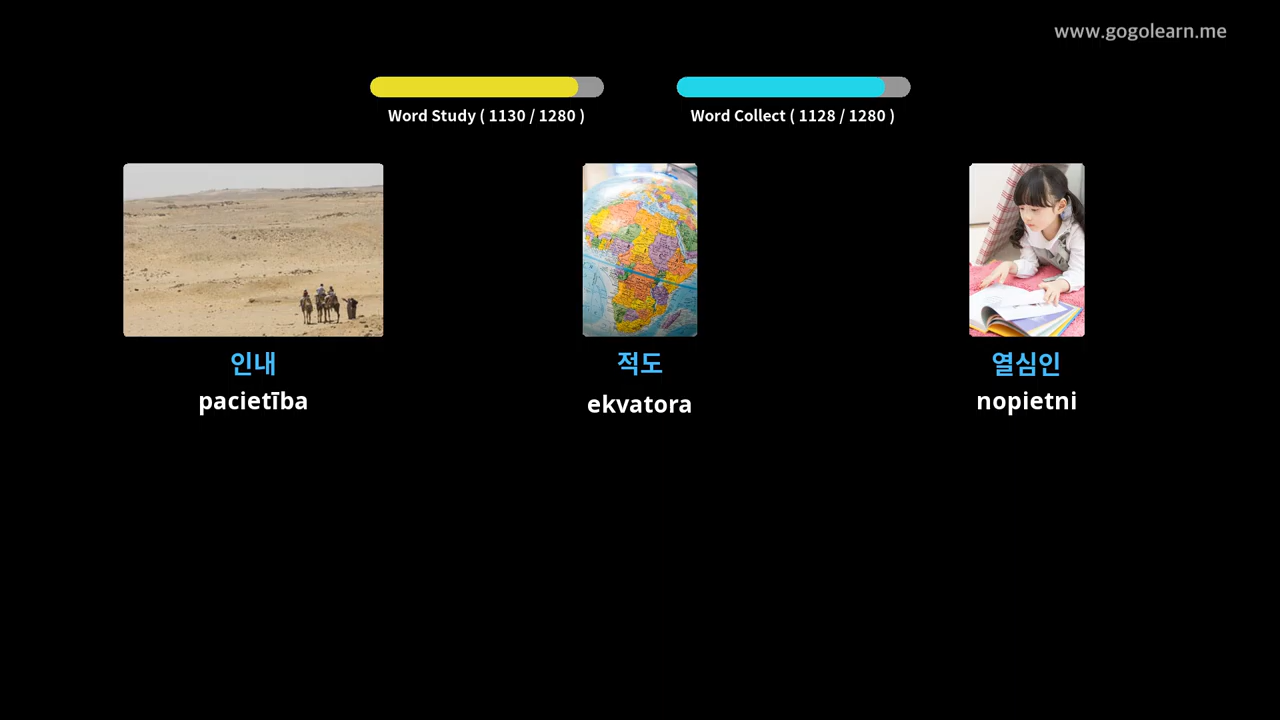 www.gogolearn.me
Word Study ( 1130 / 1280 )
Word Collect ( 1128 / 1280 )
인내
적도
열심인
pacietība
ekvatora
nopietni